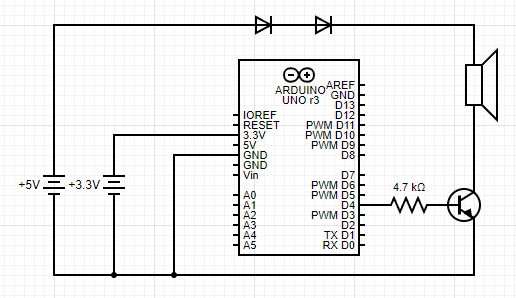 ARDUINO
UNO r3
AREF
GND
D13
IOREF
D12
RESET
PWM D11
3.3V
PWM D10
5V
PWM D9
GND
D8
GND
Vin
D7
+5V
+3.3V
PWM D6
4.7 kΩ
A0
PWM D5
A1
D4
A2
PWM D3
A3
D2
A4
TX D1
A5
RX D0